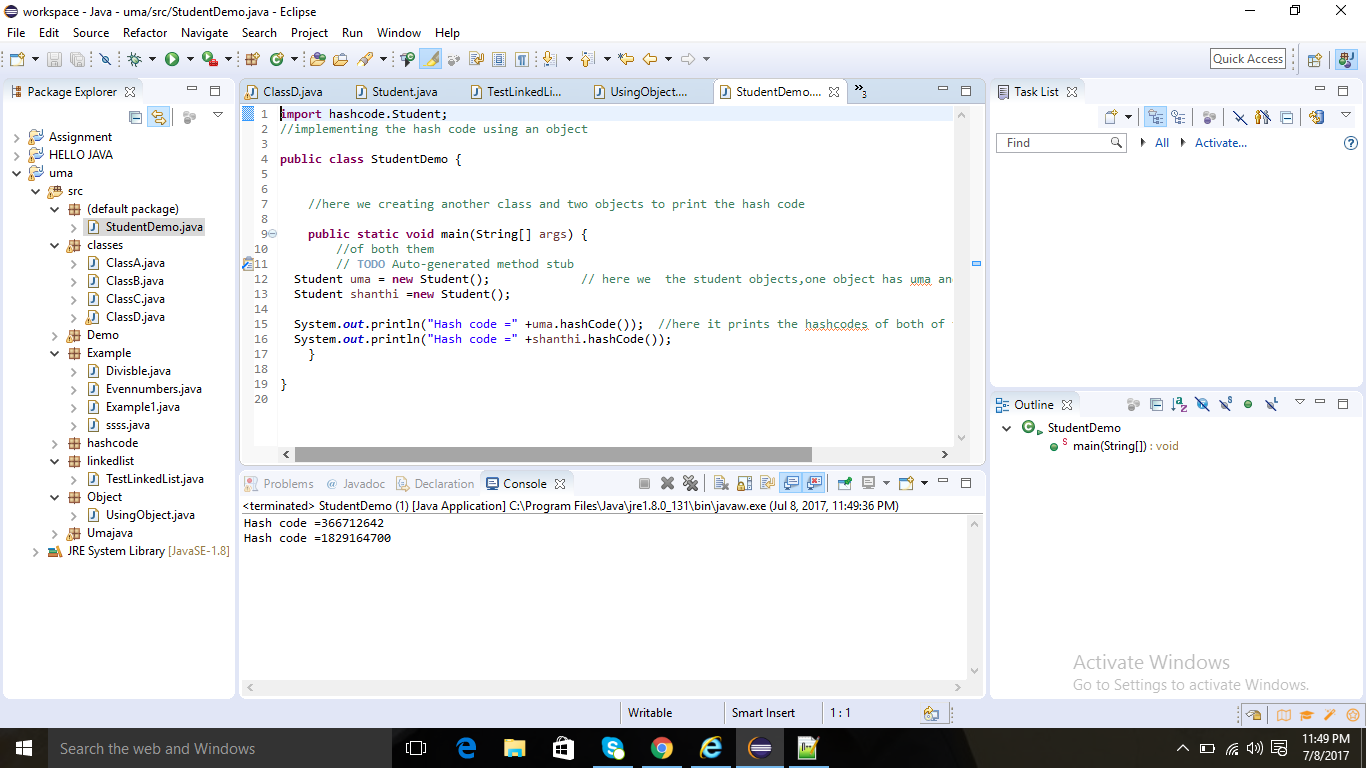 workspace - Java - uma/src/StudentDemo.java - Eclipse
File Edit Source Refactor Navigate Search Project Run Window Help
Quick Access
Package Explorer
Assignment
HELLO JAVA
uma
src
(default package)
StudentDemo.java
classes
ClassA.java
ClassB.java
ClassC.java
ClassD.java
Demo
Example
Divisble.java
Evennumbers.java
Example1.java
ssss.java
hashcode
linkedlist
TestLinkedList.java
Object
UsingObject.java
Umajava
JRE System Library [JavaSE-1.8]
ClassD.java Student.java TestLinkedLi... UsingObject.... StudentDemo.... »3
1 import hashcode.Student;
2 //implementing the hash code using an object
3
4 public class StudentDemo {
5
6
7 //here we creating another class and two objects to print the hash code
8
9 public static void main(String[] args) {
10 //of both them
11 // TODO Auto-generated method stub
12 Student uma = new Student(); // here we  the student objects,one object has uma an
13 Student shanthi =new Student();
14
15 System.out.println("Hash code =" +uma.hashCode()); //here it prints the hashcodes of both of
16 System.out.println("Hash code =" +shanthi.hashCode());
17 }
18
19 }
20
Problems @ Javadoc Declaration Console
<terminated> StudentDemo (1) [Java Application] C:\Program Files\Java\jre1.8.0_131\bin\javaw.exe (Jul 8, 2017, 11:49:36 PM)
Hash code =366712642
Hash code =1829164700
Task List
Find All Activate...
Outline
StudentDemo
main(String[]) : void
Activate Windows
Go to Settings to activate Windows.
Writable Smart Insert 1 : 1
Search the web and Windows
11:49 PM
7/8/2017